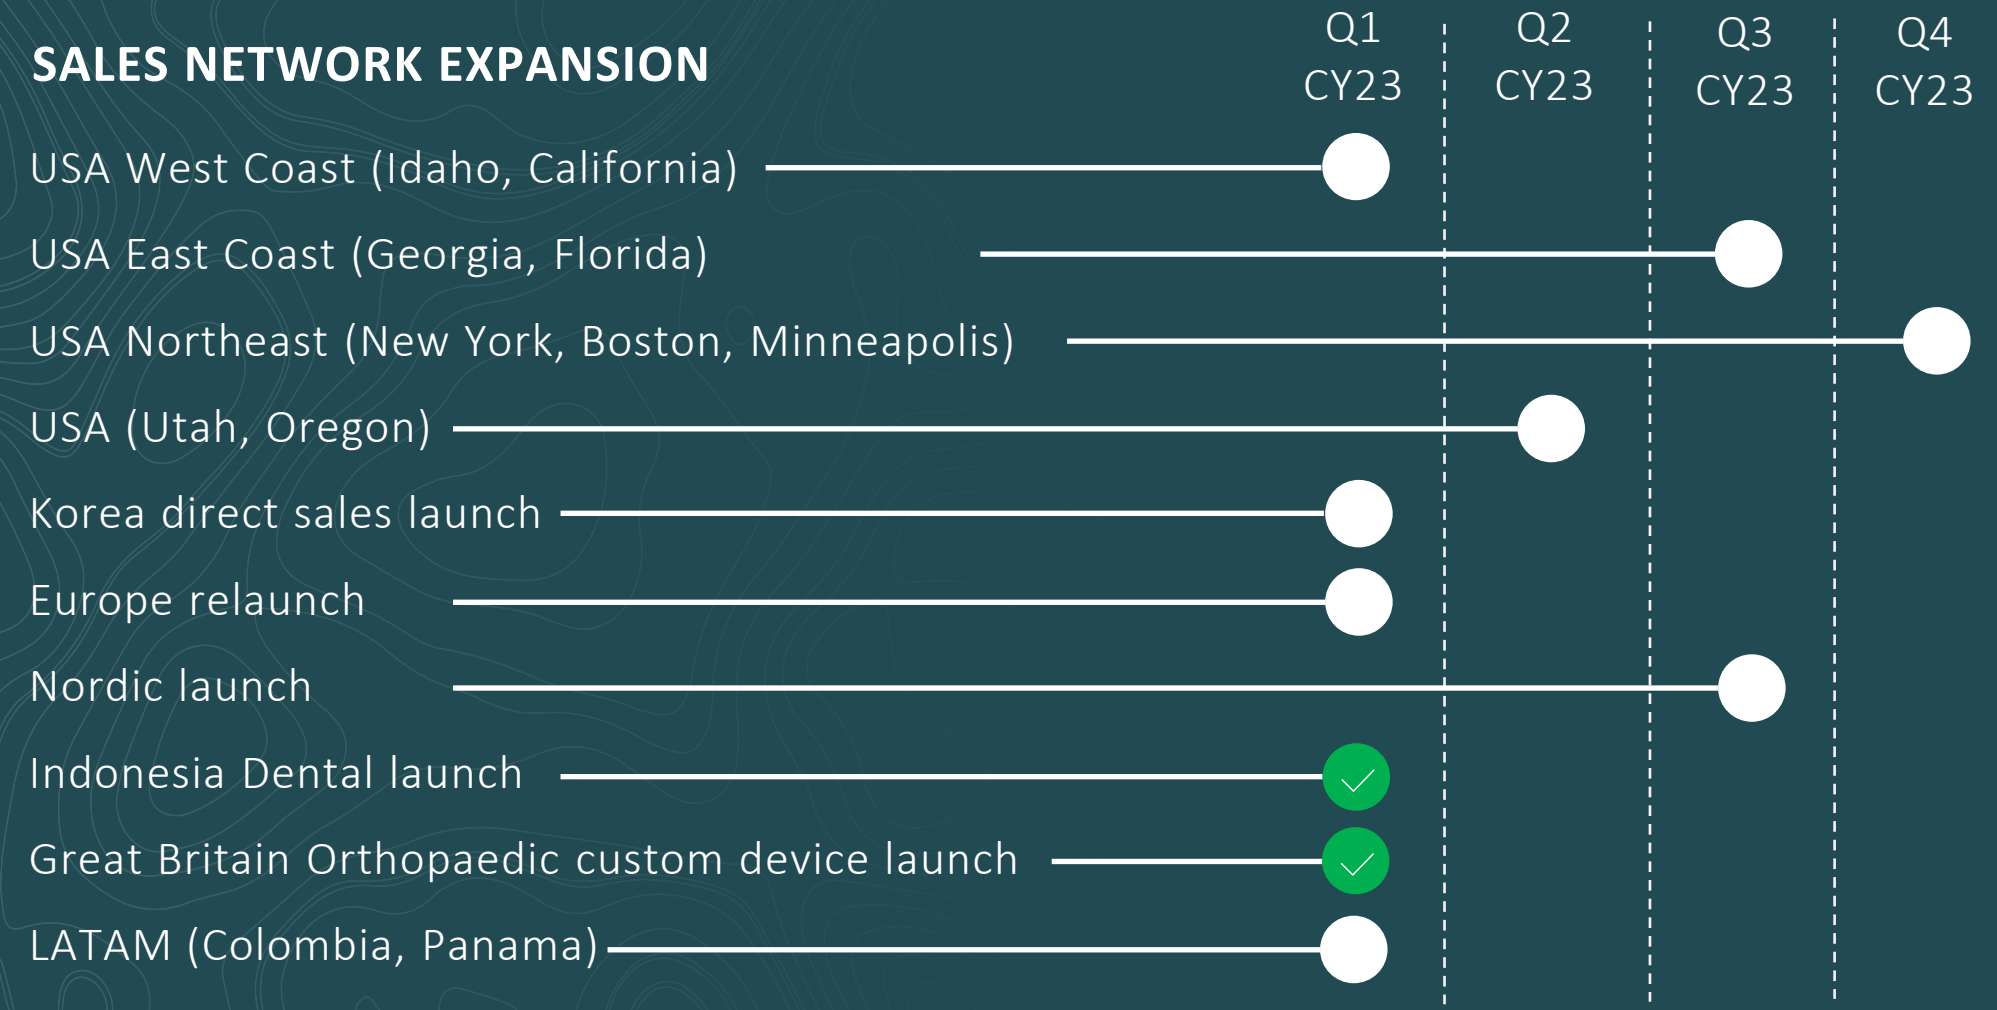 SALES NETWORK EXPANSION
Q1
CY23
Q2
CY23
Q3
CY23
Q4
CY23
USA West Coast (Idaho, California)
USA East Coast (Georgia, Florida)
USA Northeast (New York, Boston, Minneapolis)
USA (Utah, Oregon)
Korea direct sales launch
Europe relaunch
Nordic launch
Indonesia Dental launch
Great Britain Orthopaedic custom device launch
LATAM (Colombia, Panama)